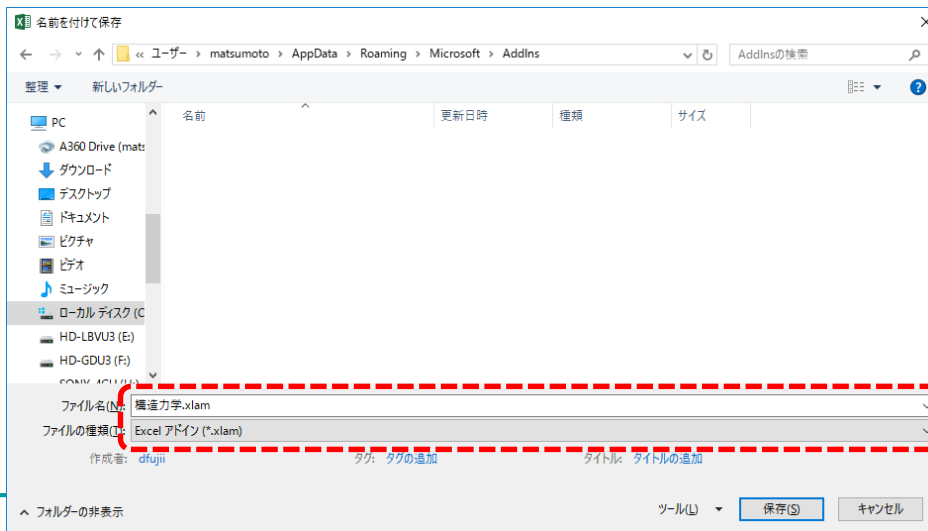 名前を付けて保存
« ユーザー › matsumoto › AppData › Roaming › Microsoft › AddIns
AddInsの検索
整理 新しいフォルダー
名前 更新日時 種類 サイズ
PC
A360 Drive (mats
ダウンロード
デスクトップ
ドキュメント
ピクチャ
ビデオ
ミュージック
ローカル ディスク (C
HD-LBVU3 (E:)
HD-GDU3 (F:)
ファイル名(N): 構造力学.xlam
ファイルの種類(T): Excel アドイン (*.xlam)
作成者: dfujii タグ: タグの追加 タイトル: タイトルの追加
フォルダーの非表示 ツール(L) 保存(S) キャンセル